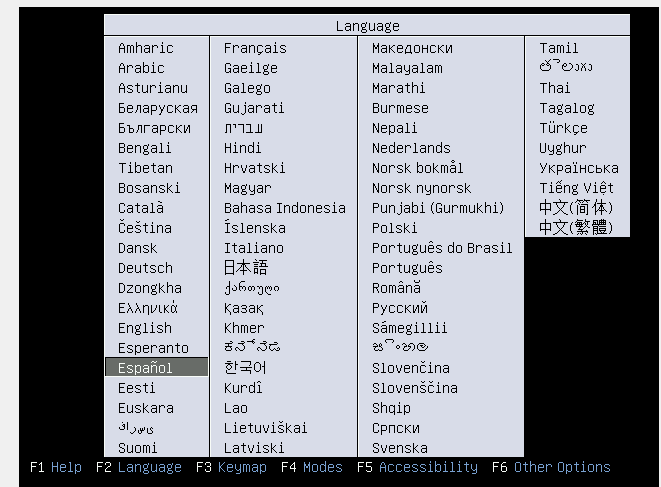 Language
Amharic
Arabic
Asturianu
Беларуская
Български
Bengali
Tibetan
Bosanski
Català
Čeština
Dansk
Deutsch
Dzongkha
Ελληνικά
English
Esperanto
Español
Eesti
Euskara
Suomi
Français
Gaeilge
Galego
Gujarati
עברית
Hindi
Hrvatski
Magyar
Bahasa Indonesia
Íslenska
Italiano
日本語
ქართული
Қазақ
Khmer
ಕನ್ನಡ
한국어
Kurdî
Lao
Lietuviškai
Latviski
Македонски
Malayalam
Marathi
Burmese
Nepali
Nederlands
Norsk bokmål
Norsk nynorsk
Punjabi (Gurmukhi)
Polski
Português do Brasil
Português
Română
Русский
Sámegillii
සිංහල
Slovenčina
Slovenščina
Shqip
Српски
Svenska
Tamil
తెలుగు
Thai
Tagalog
Türkçe
Uyghur
Українська
Tiếng Việt
中文(简体)
中文(繁體)
F1 Help F2 Language F3 Keymap F4 Modes F5 Accessibility F6 Other Options